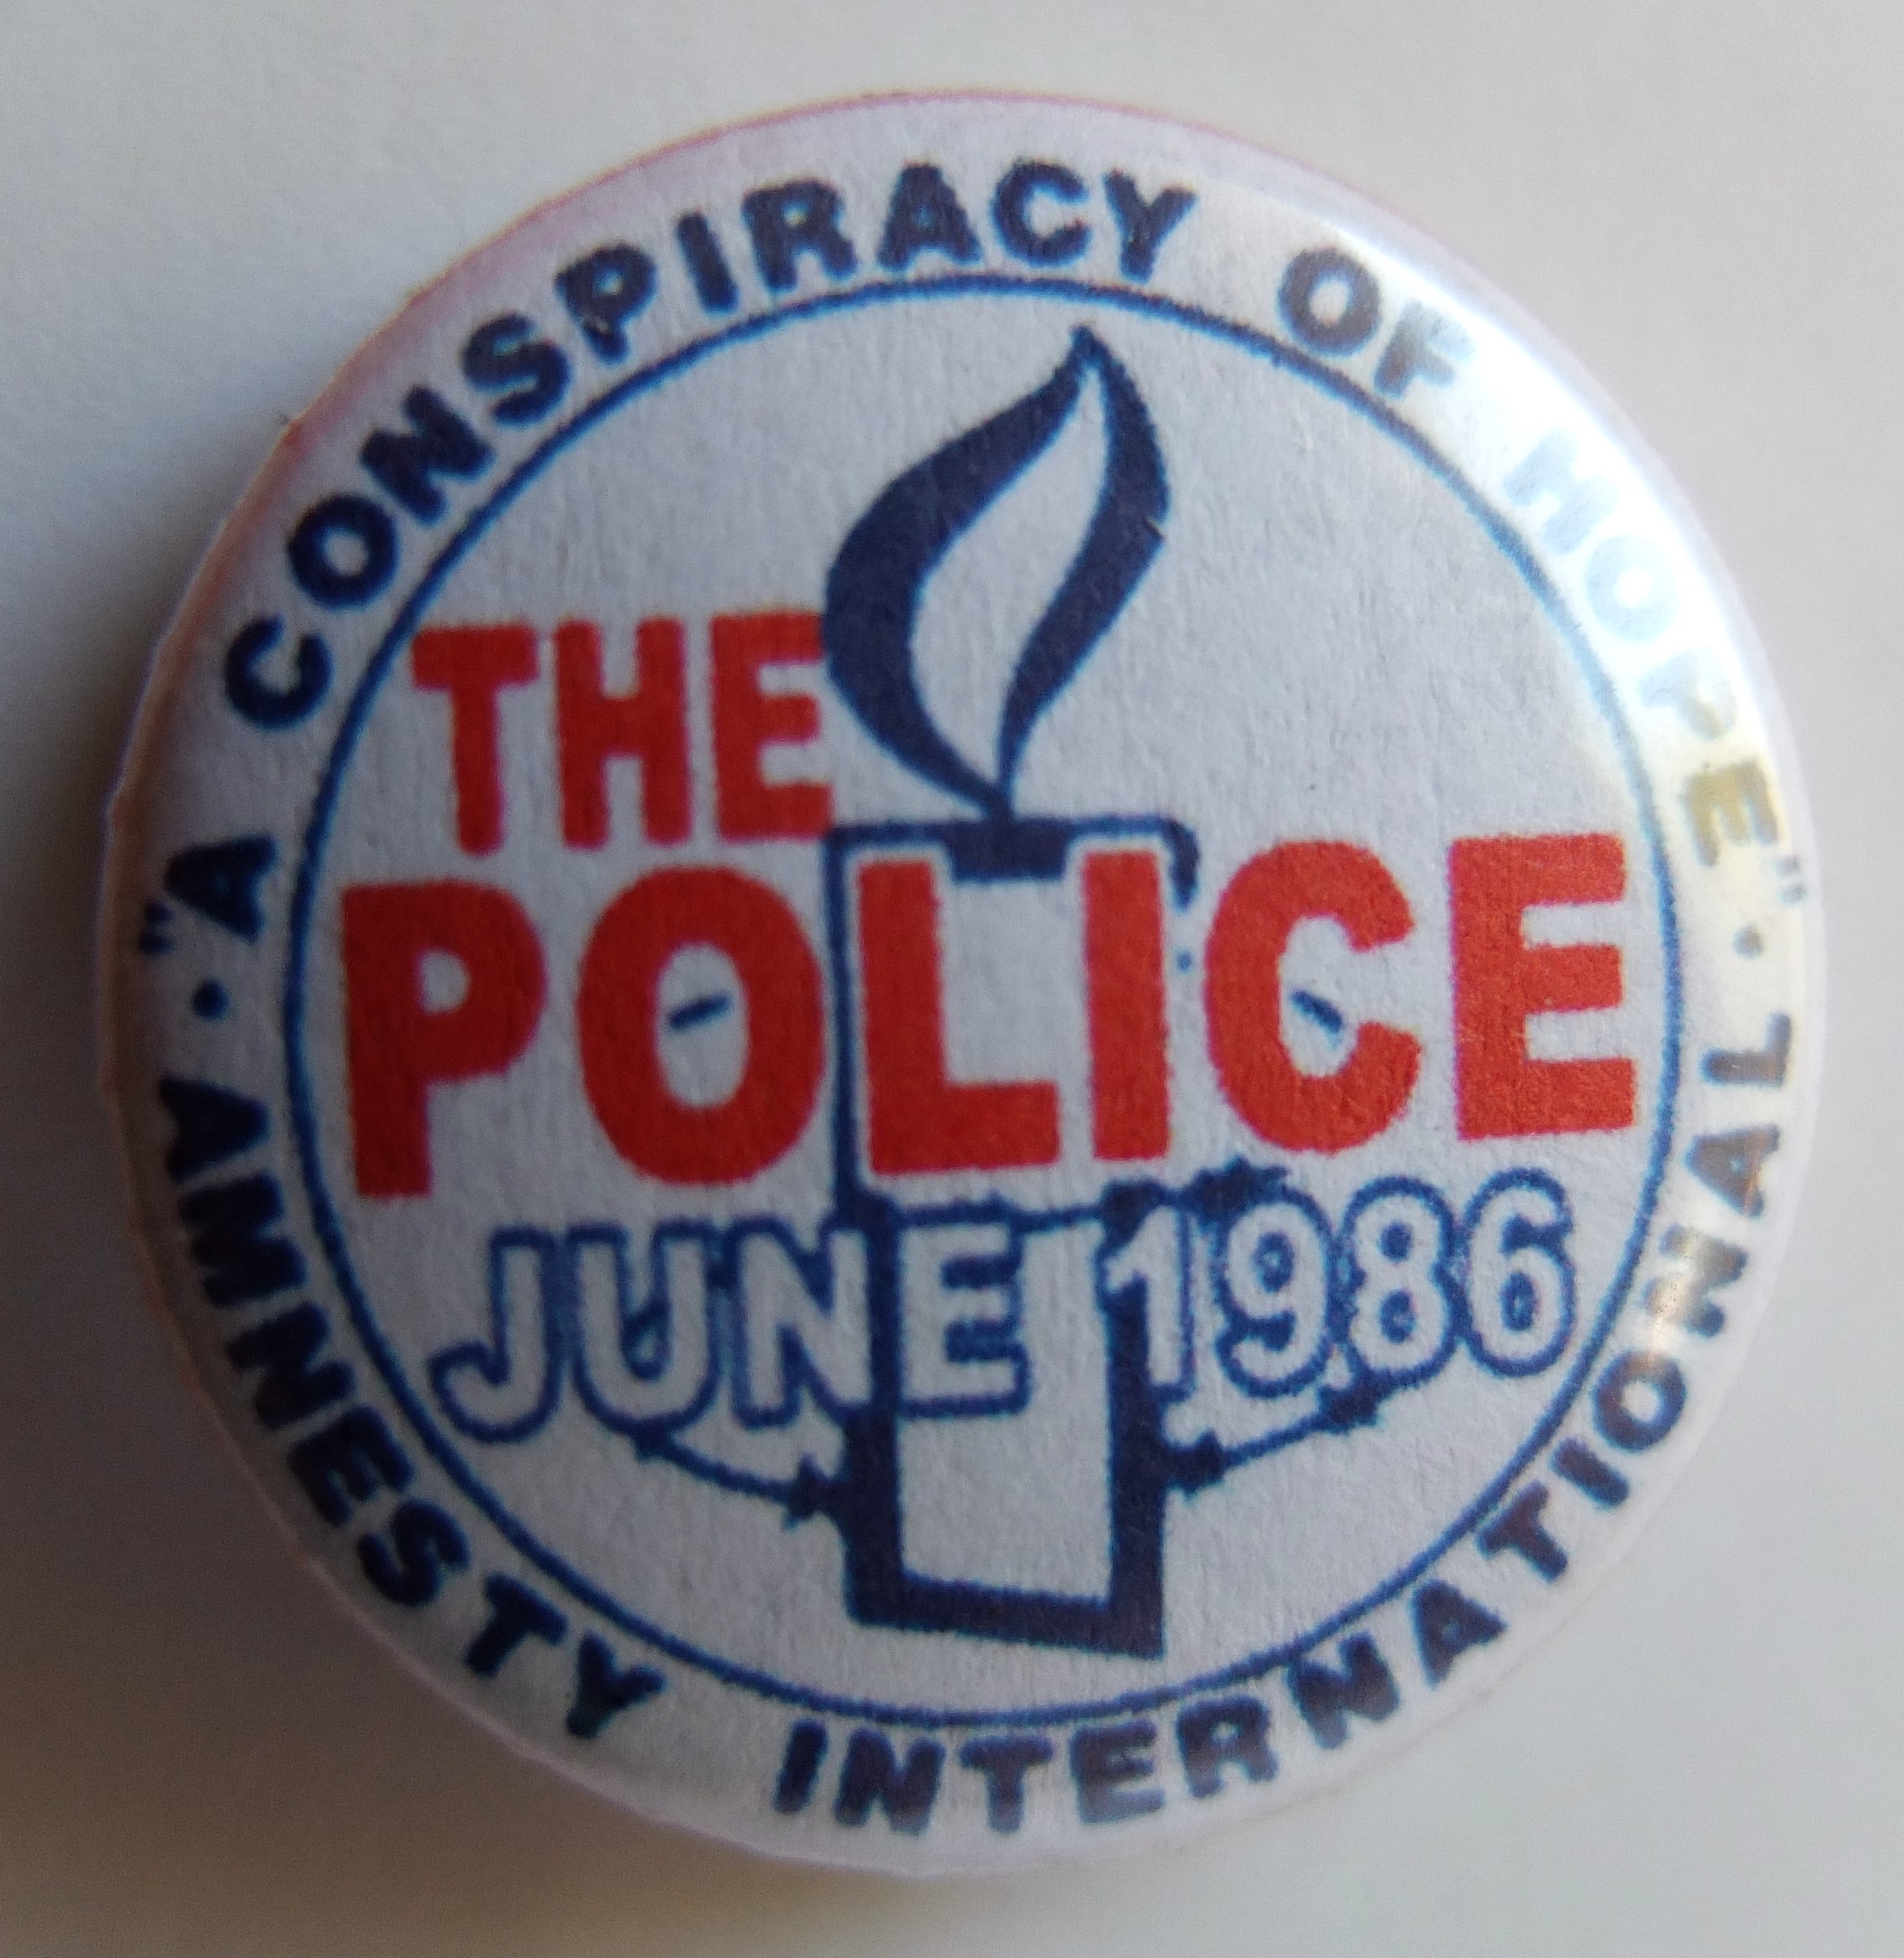 "A CONSPIRACY OF HOPE"
THE
POLICE
JUNE 1986
• AMNESTY INTERNATIONAL •